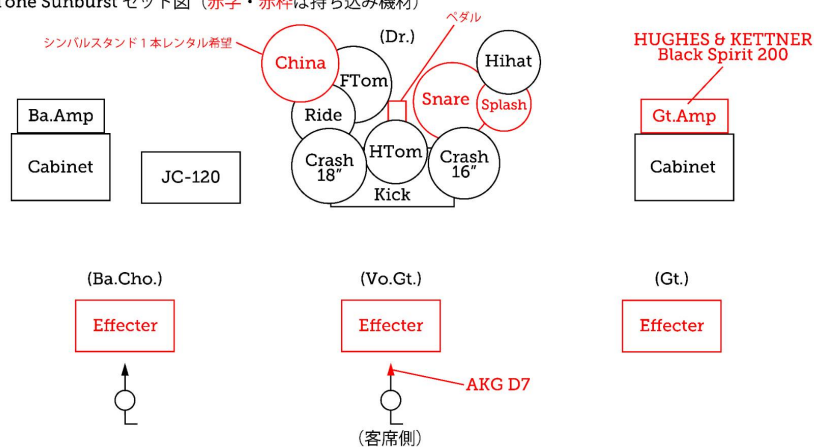 one Sunburst セット図（赤字・赤枠は持ち込み機材）
ペダル
シンバルスタンド１本レンタル希望
(Dr.)
HUGHES & KETTNER
Black Spirit 200
China
FTom
Hihat
Snare
Splash
Ride
Ba.Amp
Gt.Amp
Cabinet
JC-120
Crash
18”
HTom
Crash
16”
Kick
Cabinet
(Ba.Cho.)
(Vo.Gt.)
(Gt.)
Effecter
Effecter
Effecter
AKG D7
（客席側）